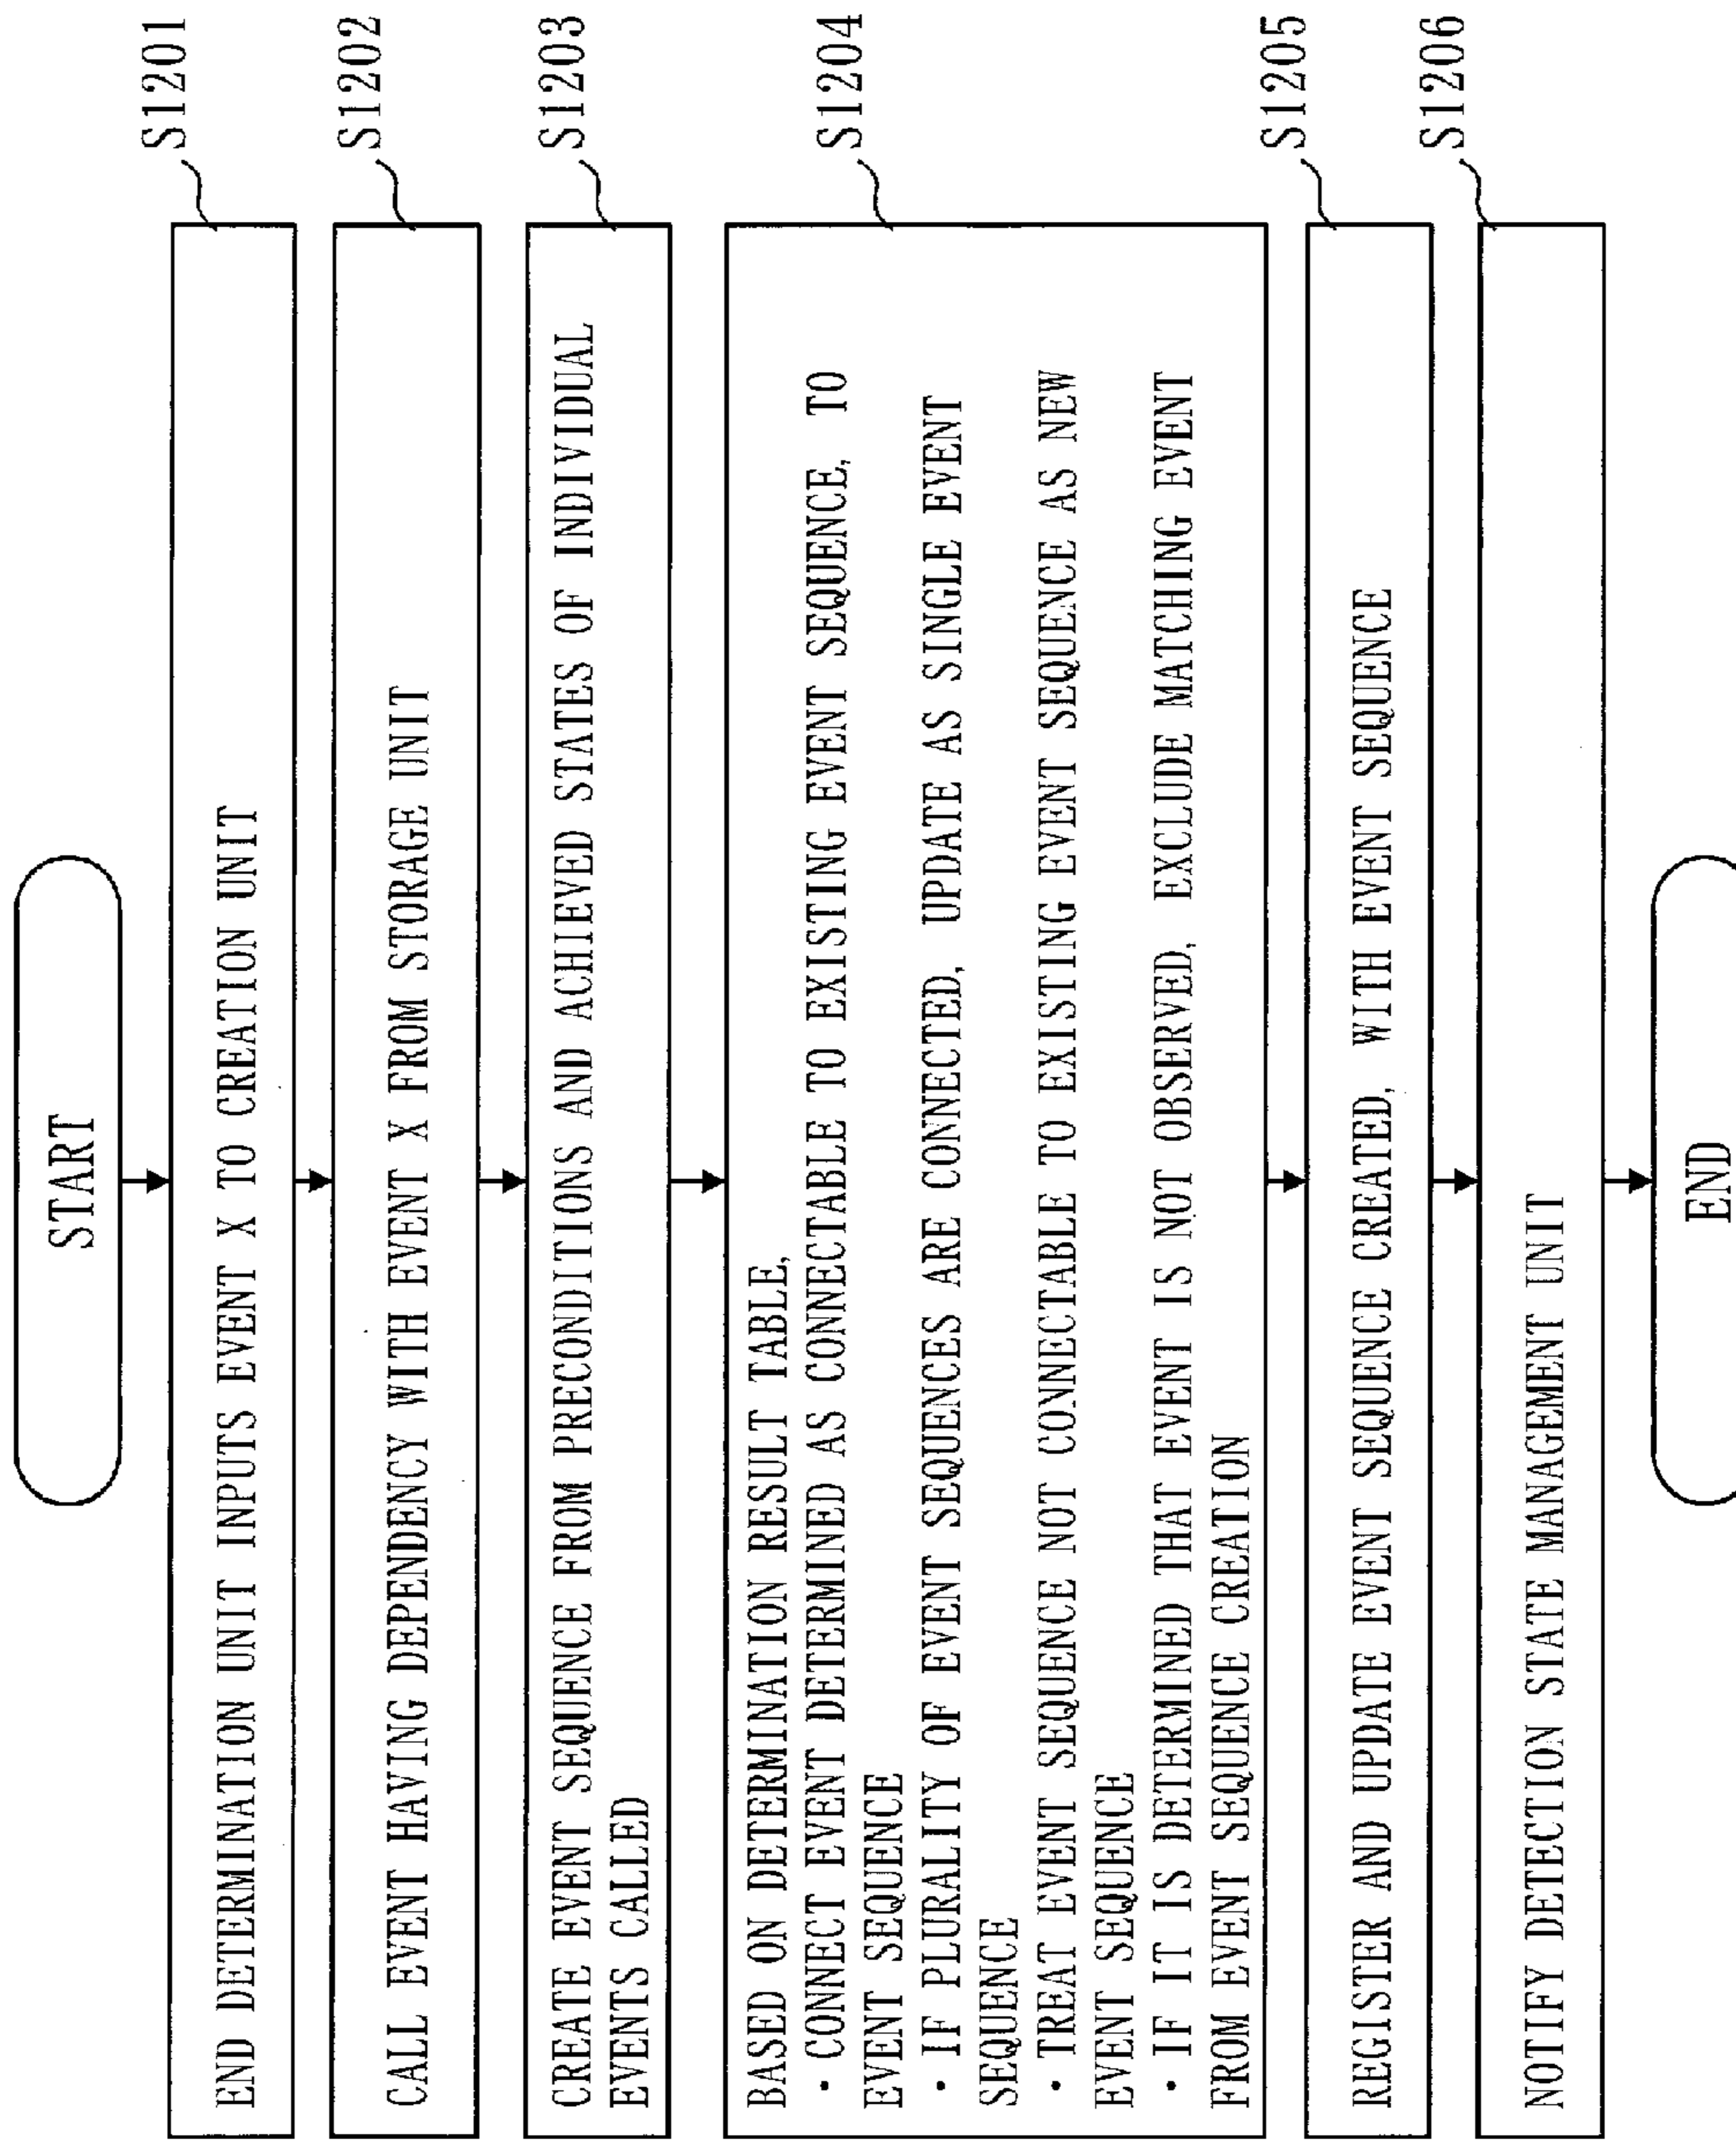 START
S1201
END DETERMINATION UNIT INPUTS EVENT X TO CREATION UNIT
S1202
CALL EVENT HAVING DEPENDENCY WITH EVENT X FROM STORAGE UNIT
S1203
CREATE EVENT SEQUENCE FROM PRECONDITIONS AND ACHIEVED STATES OF INDIVIDUAL
EVENTS CALLED
S1204
BASED ON DETERMINATION RESULT TABLE,
・CONNECT EVENT DETERMINED AS CONNECTABLE TO EXISTING EVENT SEQUENCE, TO
EVENT SEQUENCE
・IF PLURALITY OF EVENT SEQUENCES ARE CONNECTED, UPDATE AS SINGLE EVENT
SEQUENCE
・TREAT EVENT SEQUENCE NOT CONNECTABLE TO EXISTING EVENT SEQUENCE AS NEW
EVENT SEQUENCE
・IF IT IS DETERMINED THAT EVENT IS NOT OBSERVED, EXCLUDE MATCHING EVENT
FROM EVENT SEQUENCE CREATION
S1205
REGISTER AND UPDATE EVENT SEQUENCE CREATED, WITH EVENT SEQUENCE
S1206
NOTIFY DETECTION STATE MANAGEMENT UNIT
END